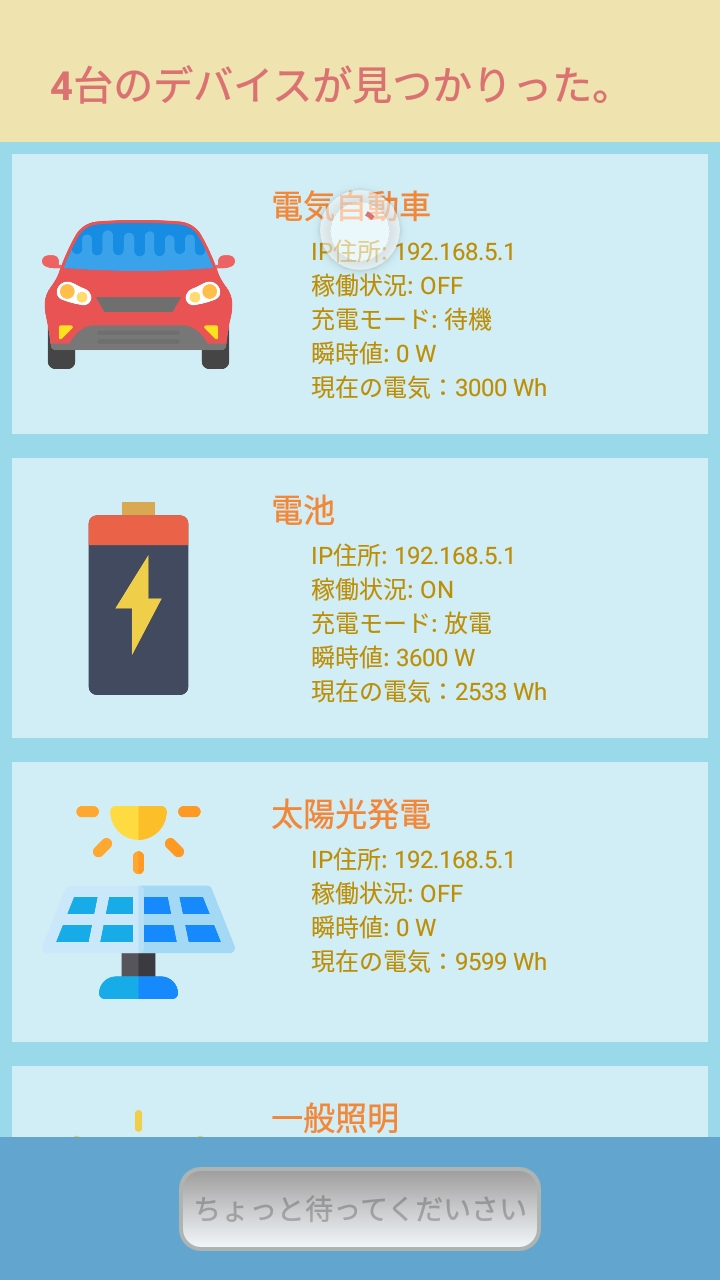 4台のデバイスが見つかりった。
電気自動車
IP住所: 192.168.5.1
稼働状況: OFF
充電モード: 待機
瞬時値: 0 W
現在の電気：3000 Wh
電池
IP住所: 192.168.5.1
稼働状況: ON
充電モード: 放電
瞬時値: 3600 W
現在の電気：2533 Wh
太陽光発電
IP住所: 192.168.5.1
稼働状況: OFF
瞬時値: 0 W
現在の電気：9599 Wh
一般照明
ちょっと待ってくだいさい